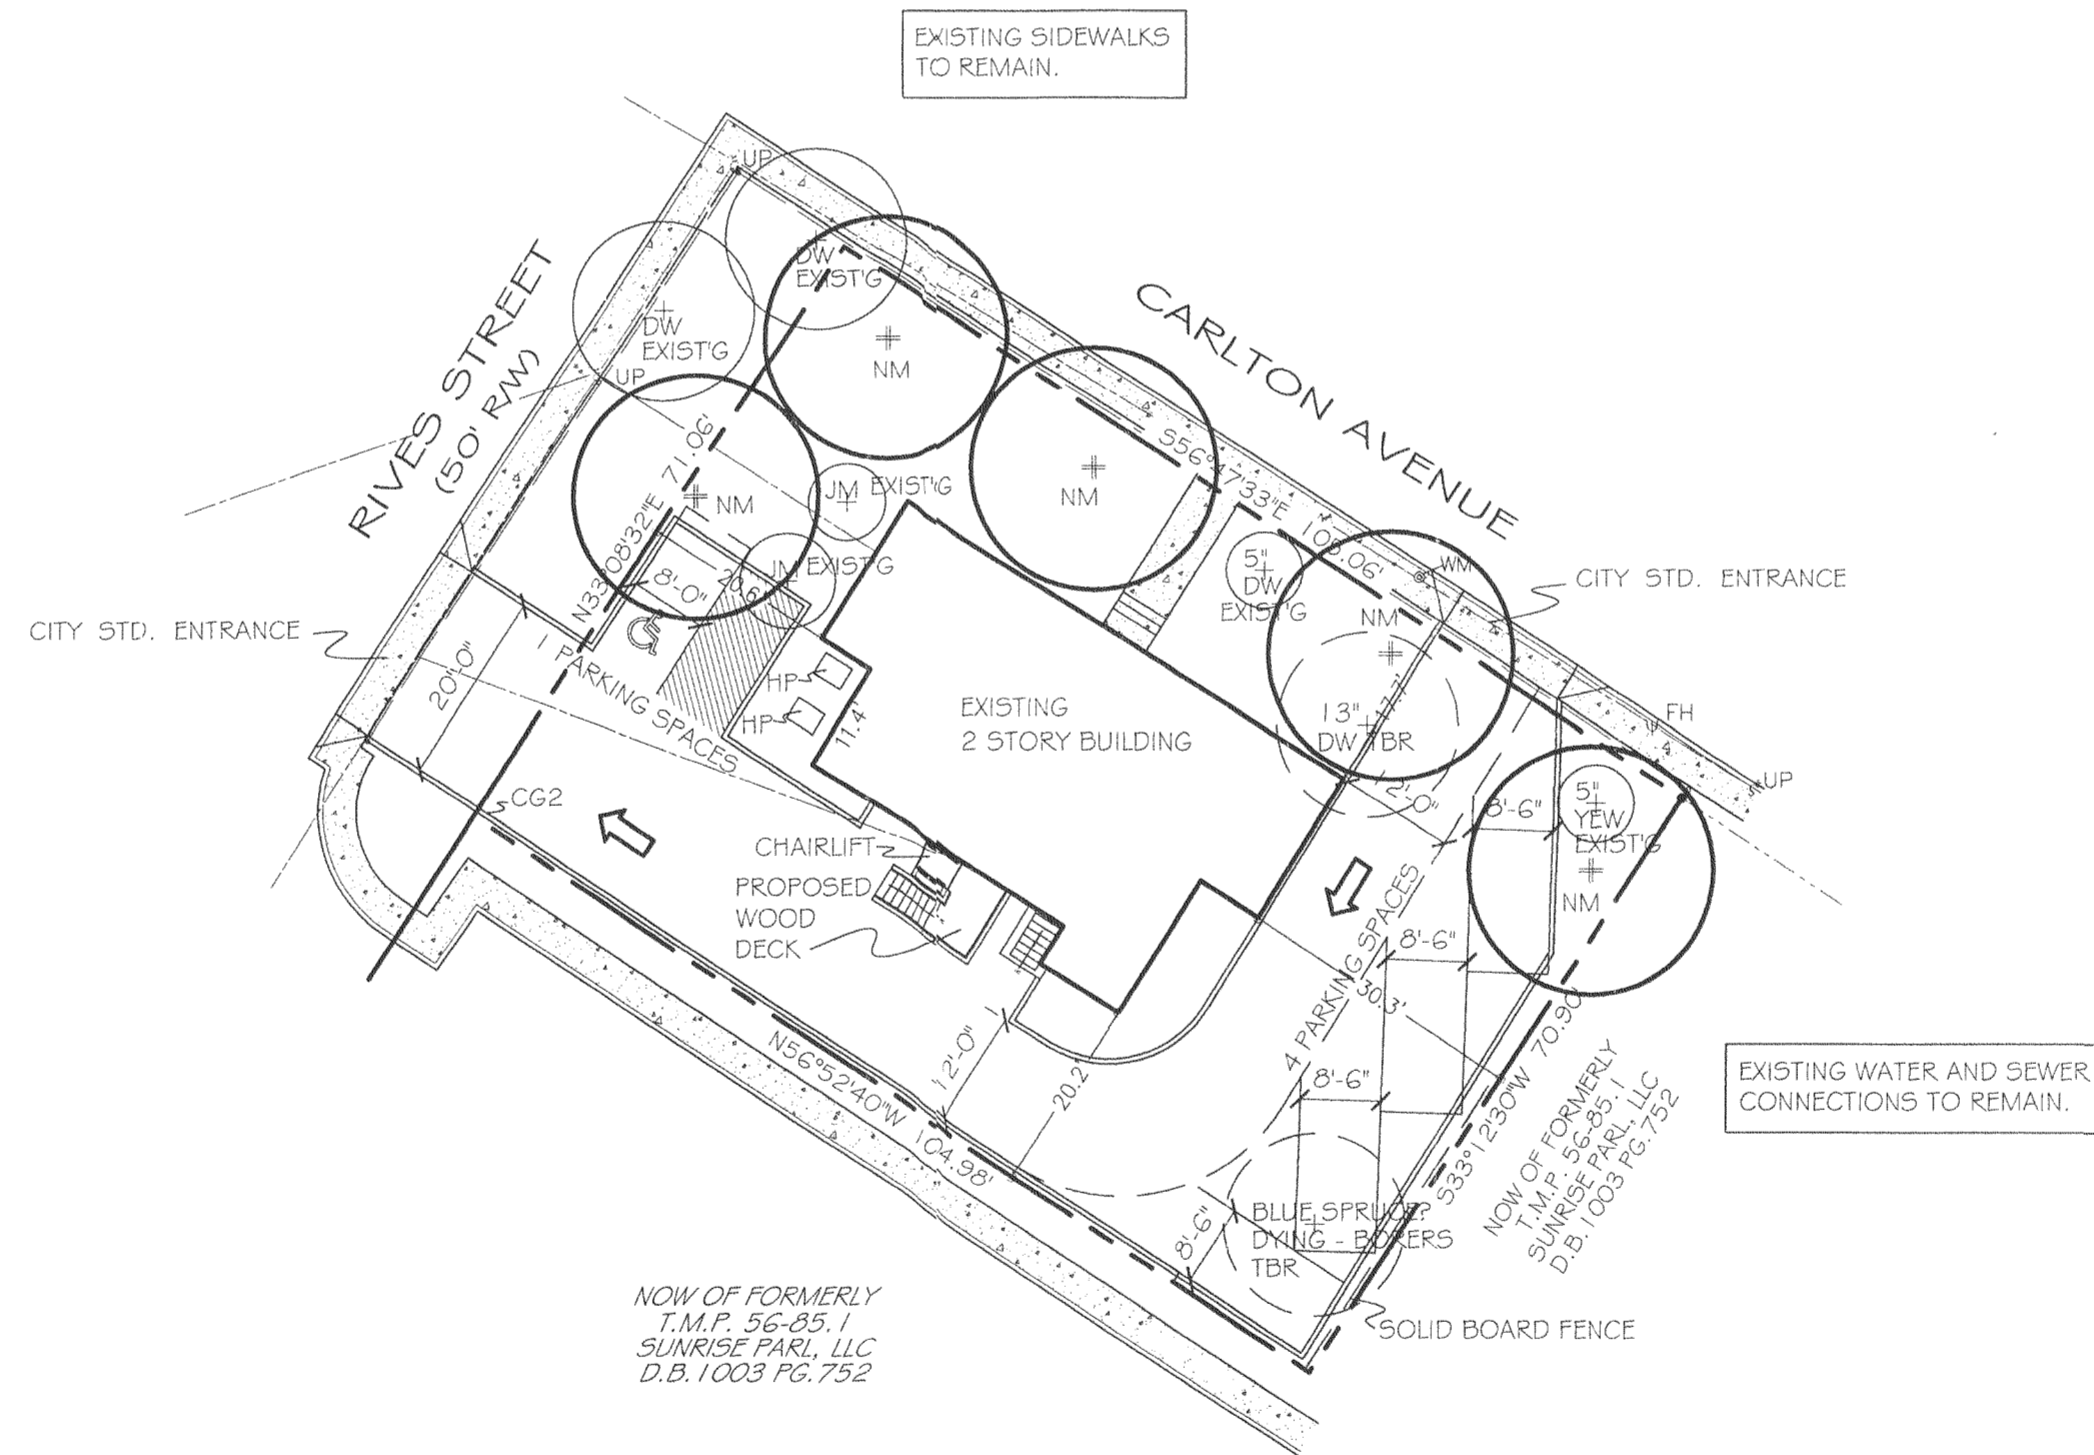 EXISTING SIDEWALKS
TO REMAIN.
UP
DW
EXIST'G
DW
EXIST'G
UP
NM
NM
NM
RIVES STREET
(50' R/W)
CARLTON AVENUE
N33°08'32"E 71.06'
S56°47'33"E 105.06'
JM EXIST'G
JM EXIST'G
20.6'
8'-0"
5"
DW
EXIST'G
WM
NM
CITY STD. ENTRANCE
CITY STD. ENTRANCE
20'-0"
1 PARKING SPACES
HP
HP
11.4'
EXISTING
2 STORY BUILDING
13"
DW TBR
17.7'
FH
UP
12'-0"
8'-6"
5"
YEW
EXIST'G
NM
CG2
CHAIRLIFT
PROPOSED
WOOD
DECK
4 PARKING SPACES
8'-6"
30.3'
8'-6"
12'-0"
20.2'
N56°52'40"W 104.98'
S33°12'30"W 70.90'
EXISTING WATER AND SEWER
CONNECTIONS TO REMAIN.
NOW OF FORMERLY
T.M.P. 56-85.1
SUNRISE PARL, LLC
D.B.1003 PG.752
8'-6"
BLUE SPRUCE?
DYING - BORERS
TBR
SOLID BOARD FENCE
NOW OF FORMERLY
T.M.P. 56-85.1
SUNRISE PARL, LLC
D.B.1003 PG.752